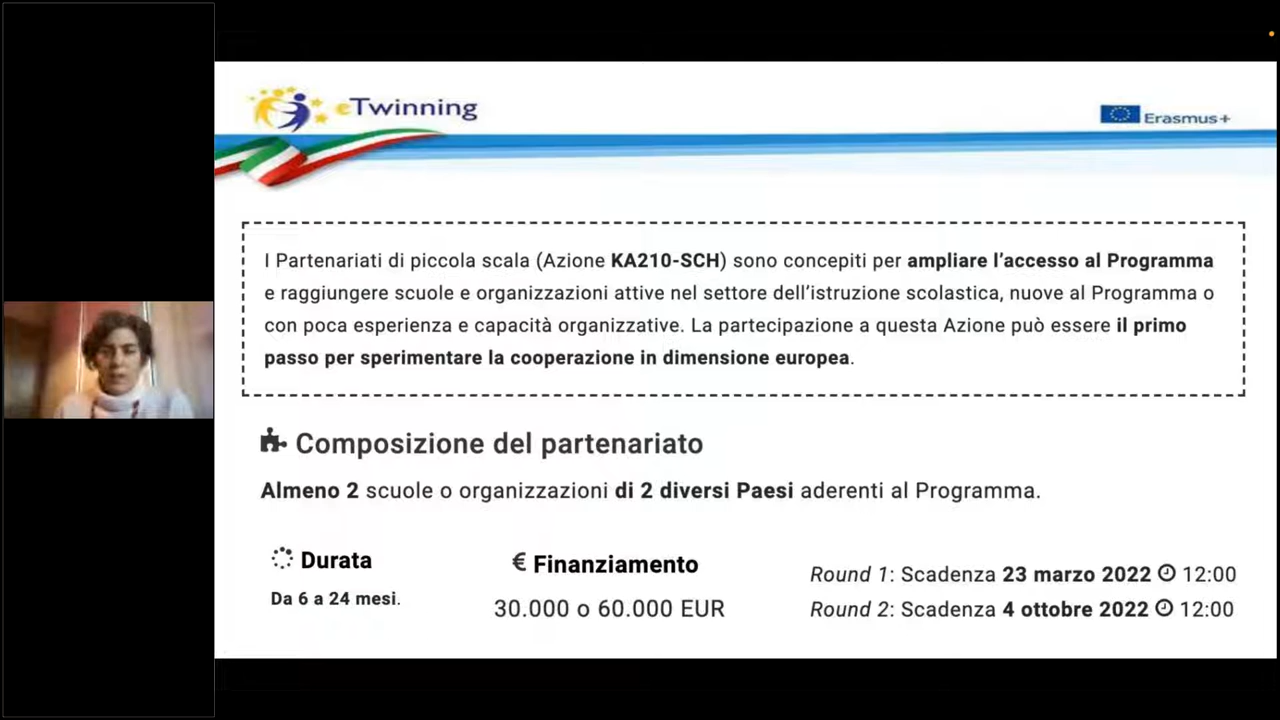 eTwinning
Erasmus+
I Partenariati di piccola scala (Azione KA210-SCH) sono concepiti per ampliare l’accesso al Programma
e raggiungere scuole e organizzazioni attive nel settore dell’istruzione scolastica, nuove al Programma o
con poca esperienza e capacità organizzative. La partecipazione a questa Azione può essere il primo
passo per sperimentare la cooperazione in dimensione europea.
Composizione del partenariato
Almeno 2 scuole o organizzazioni di 2 diversi Paesi aderenti al Programma.
Durata
Da 6 a 24 mesi.
€ Finanziamento
30.000 o 60.000 EUR
Round 1: Scadenza 23 marzo 2022 12:00
Round 2: Scadenza 4 ottobre 2022 12:00